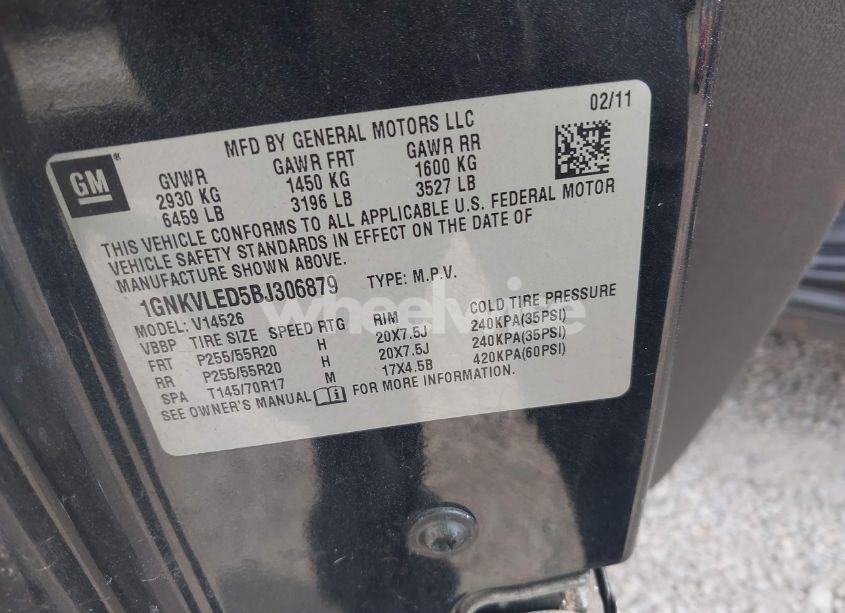 02/11
MFD BY GENERAL MOTORS LLC
GM®
GVWR GAWR FRT GAWR RR
2930 KG 1450 KG 1600 KG
6459 LB 3196 LB 3527 LB
THIS VEHICLE CONFORMS TO ALL APPLICABLE U.S. FEDERAL MOTOR
VEHICLE SAFETY STANDARDS IN EFFECT ON THE DATE OF
MANUFACTURE SHOWN ABOVE.
1GNKVLED5BJ306879 TYPE: M.P.V.
MODEL: V14526
VBBP TIRE SIZE SPEED RTG RIM COLD TIRE PRESSURE
FRT P255/55R20 H 20X7.5J 240KPA(35PSI)
RR P255/55R20 H 20X7.5J 240KPA(35PSI)
SPA T145/70R17 M 17X4.5B 420KPA(60PSI)
SEE OWNER'S MANUAL FOR MORE INFORMATION.